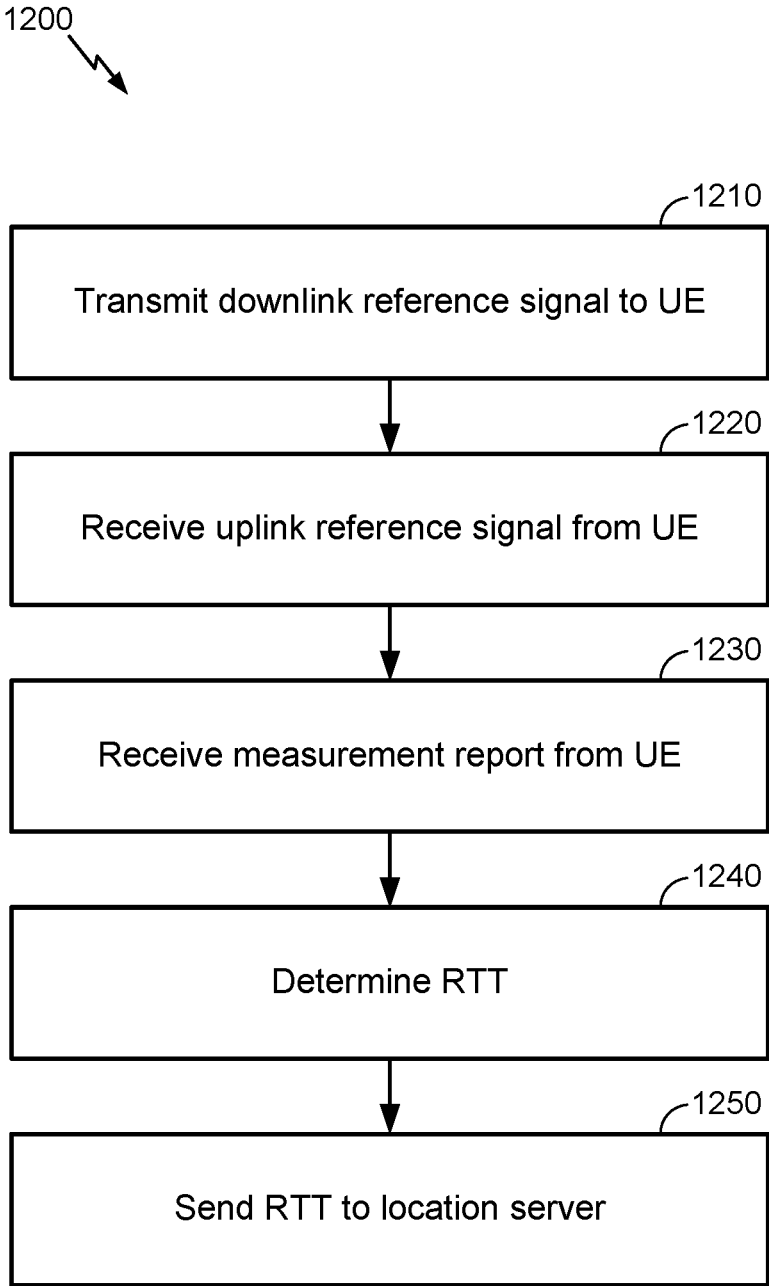 1200
1210
Transmit downlink reference signal to UE
1220
Receive uplink reference signal from UE
1230
Receive measurement report from UE
1240
Determine RTT
1250
Send RTT to location server